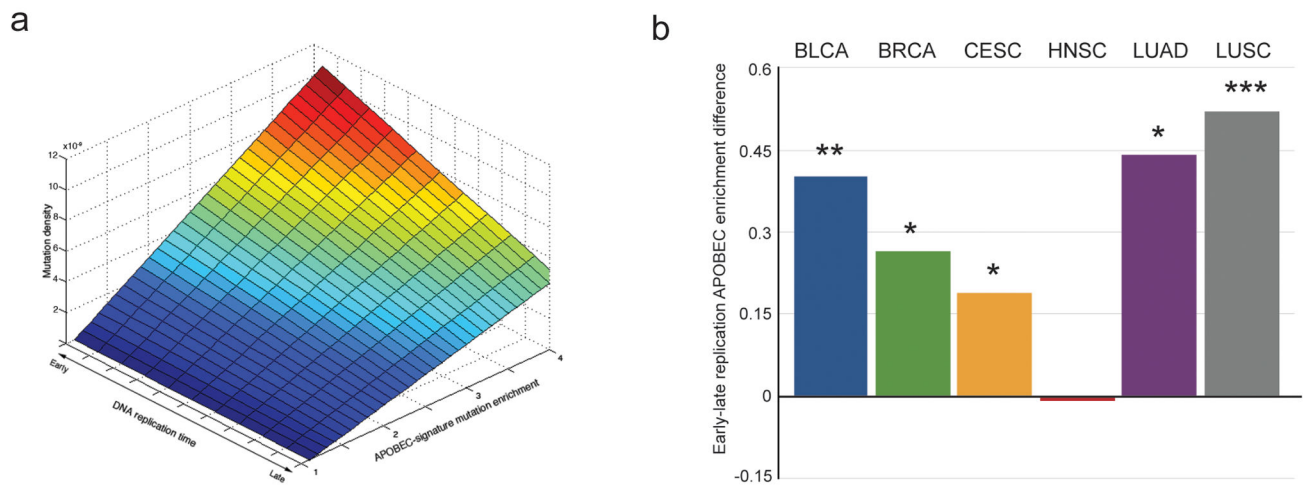 a
x10⁻⁶
12
10
8
6
4
2
Mutation density
Early
DNA replication time
Late
1
2
3
4
APOBEC-signature mutation enrichment
b
BLCA BRCA CESC HNSC LUAD LUSC
Early-late replication APOBEC enrichment difference
0.6
0.45
0.3
0.15
0
-0.15
** * * * ***